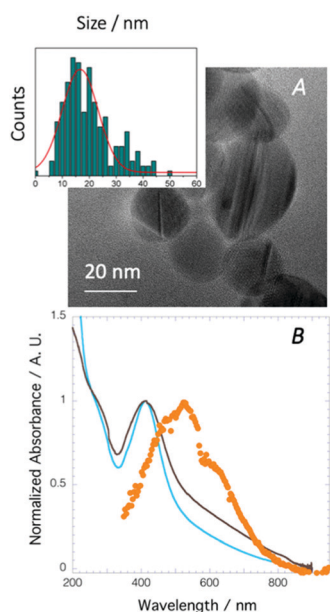 Size / nm
A
Counts
0 10 20 30 40 50 60
20 nm
B
Normalized Absorbance / A. U.
1.5
1
0.5
0
200 400 600 800
Wavelength / nm